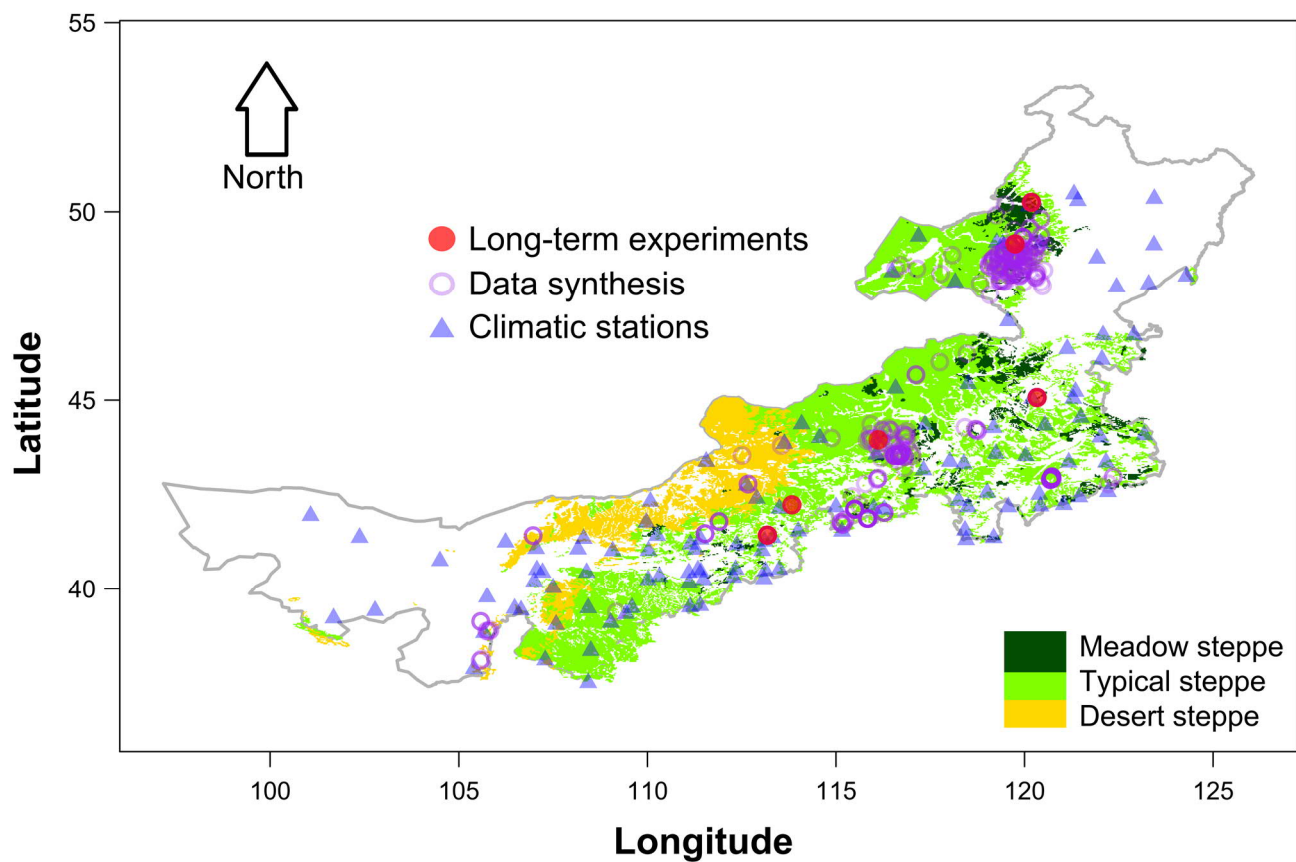 55
North
50
Long-term experiments
Data synthesis
Climatic stations
45
40
Latitude
Meadow steppe
Typical steppe
Desert steppe
100 105 110 115 120 125
Longitude